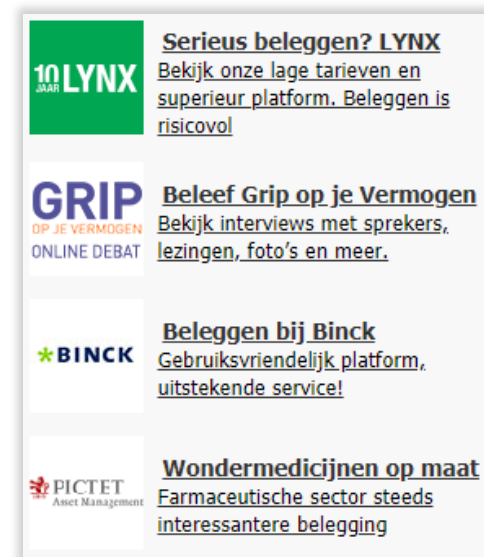 10 JAAR LYNX
Serieus beleggen? LYNX
Bekijk onze lage tarieven en
superieur platform. Beleggen is
risicovol
GRIP
OP JE VERMOGEN
ONLINE DEBAT
Beleef Grip op je Vermogen
Bekijk interviews met sprekers,
lezingen, foto's en meer.
BINCK
Beleggen bij Binck
Gebruiksvriendelijk platform,
uitstekende service!
PICTET
Asset Management
Wondermedicijnen op maat
Farmaceutische sector steeds
interessantere belegging